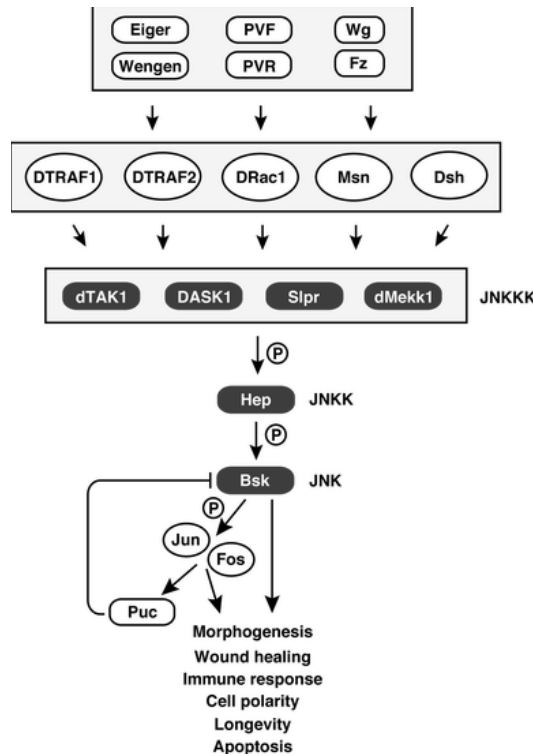 Eiger PVF Wg
Wengen PVR Fz
DTRAF1 DTRAF2 DRac1 Msn Dsh
dTAK1 DASK1 Slpr dMekk1 JNKKK
P
Hep JNKK
P
Bsk JNK
P
Jun
Fos
Puc
Morphogenesis
Wound healing
Immune response
Cell polarity
Longevity
Apoptosis